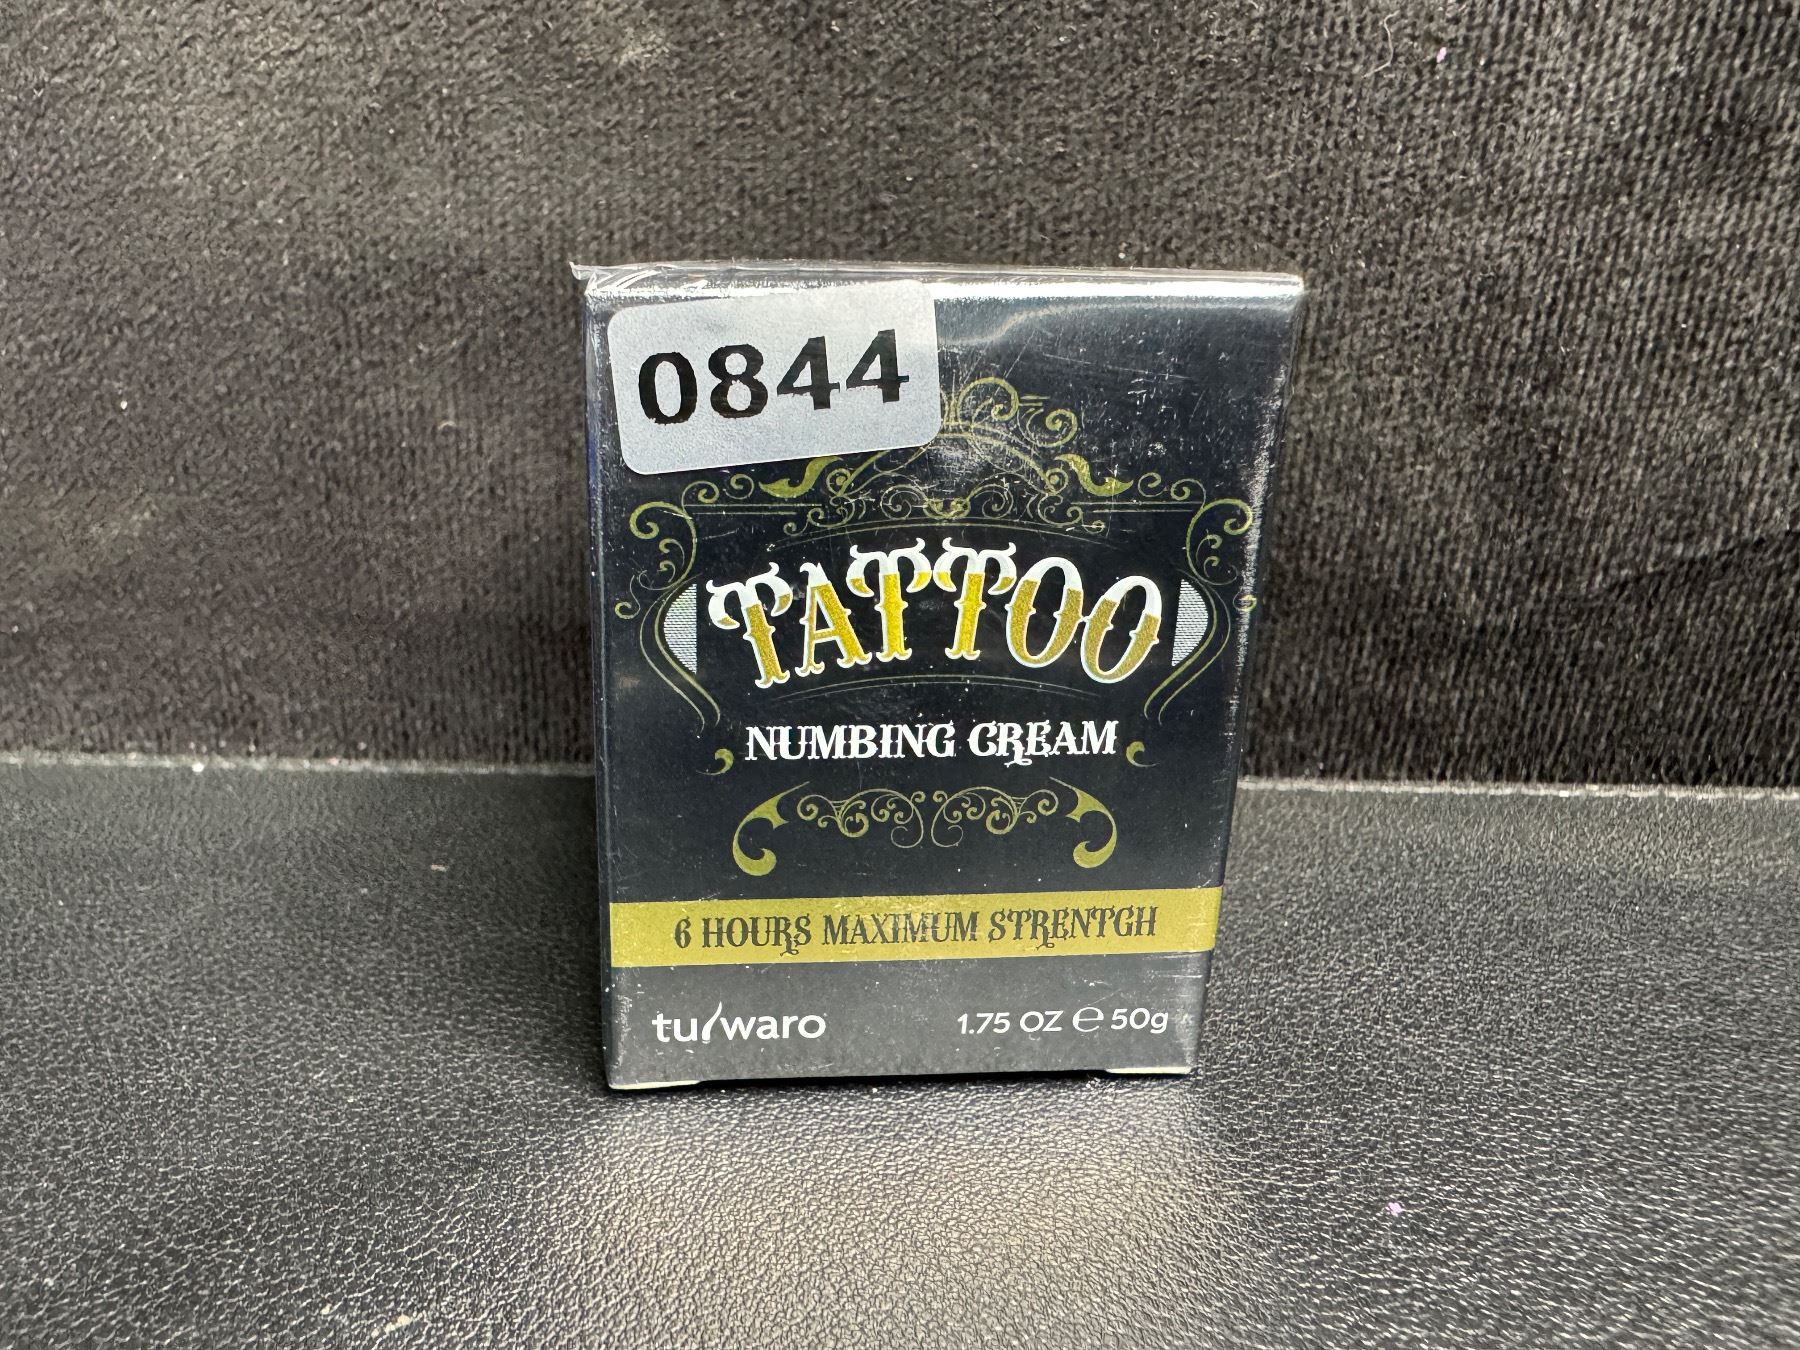 0844
TATTOO
NUMBING CREAM
6 HOURS MAXIMUM STRENTGH
tu/waro
1.75 OZ ℮ 50g